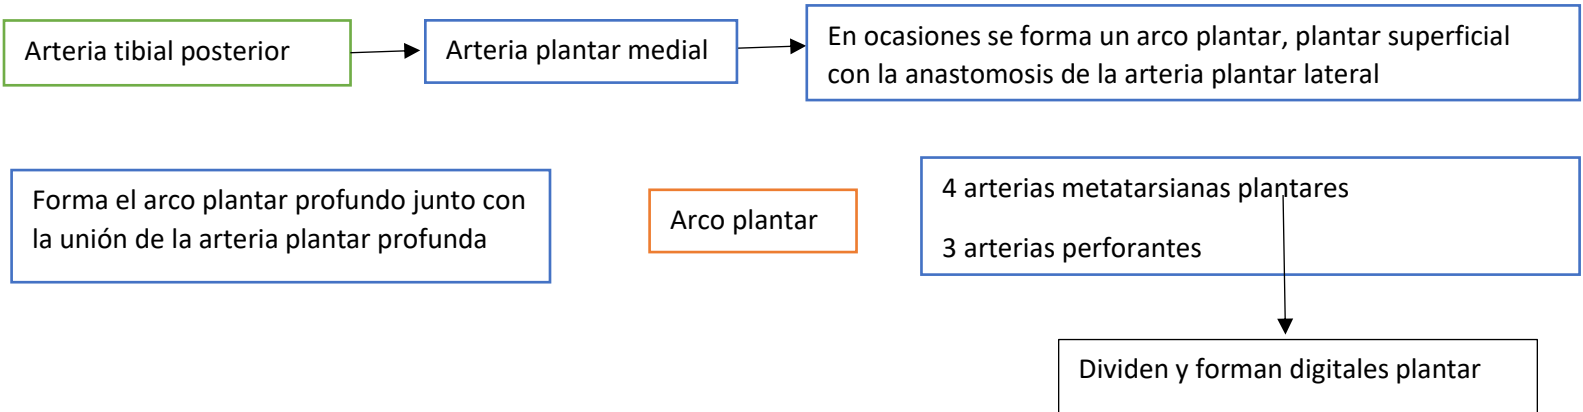 Arteria tibial posterior
Arteria plantar medial
En ocasiones se forma un arco plantar, plantar superficial
con la anastomosis de la arteria plantar lateral
Forma el arco plantar profundo junto con
la unión de la arteria plantar profunda
Arco plantar
4 arterias metatarsianas plantares
3 arterias perforantes
Dividen y forman digitales plantar